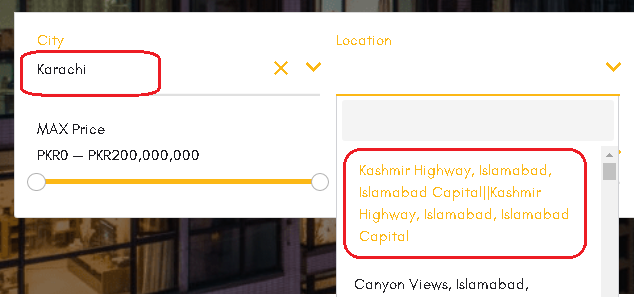 City
Location
Karachi
MAX Price
PKR0 — PKR200,000,000
Kashmir Highway, Islamabad,
Islamabad Capital||Kashmir
Highway, Islamabad, Islamabad
Capital
Canyon Views, Islamabad,